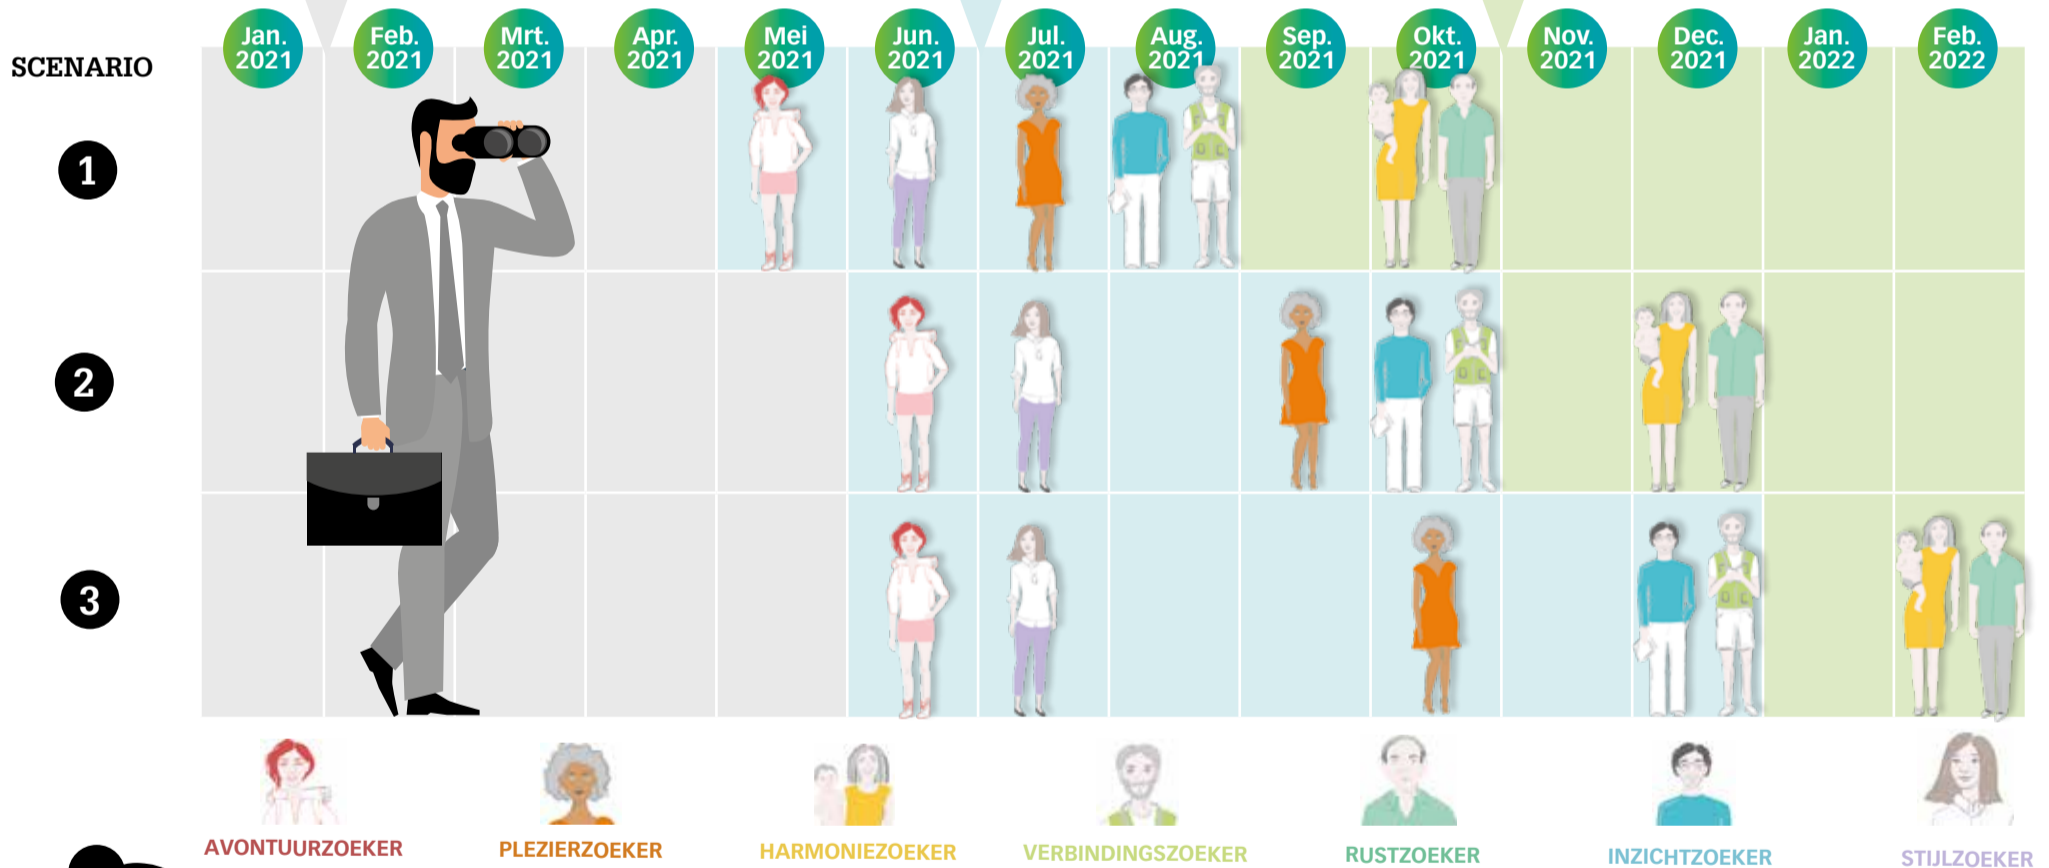 Jan.
2021
Feb.
2021
Mrt.
2021
Apr.
2021
Mei
2021
Jun.
2021
Jul.
2021
Aug.
2021
Sep.
2021
Okt.
2021
Nov.
2021
Dec.
2021
Jan.
2022
Feb.
2022
SCENARIO
1
2
3
AVONTUURZOEKER
PLEZIERZOEKER
HARMONIEZOEKER
VERBINDINGSZOEKER
RUSTZOEKER
INZICHTZOEKER
STIJLZOEKER